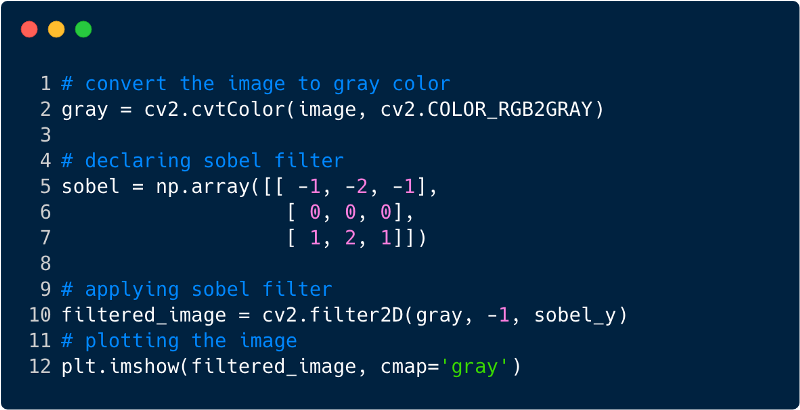 1 # convert the image to gray color
2 gray = cv2.cvtColor(image, cv2.COLOR_RGB2GRAY)
3
4 # declaring sobel filter
5 sobel = np.array([[ -1, -2, -1],
6                    [ 0, 0, 0],
7                    [ 1, 2, 1]])
8
9 # applying sobel filter
10 filtered_image = cv2.filter2D(gray, -1, sobel_y)
11 # plotting the image
12 plt.imshow(filtered_image, cmap='gray')